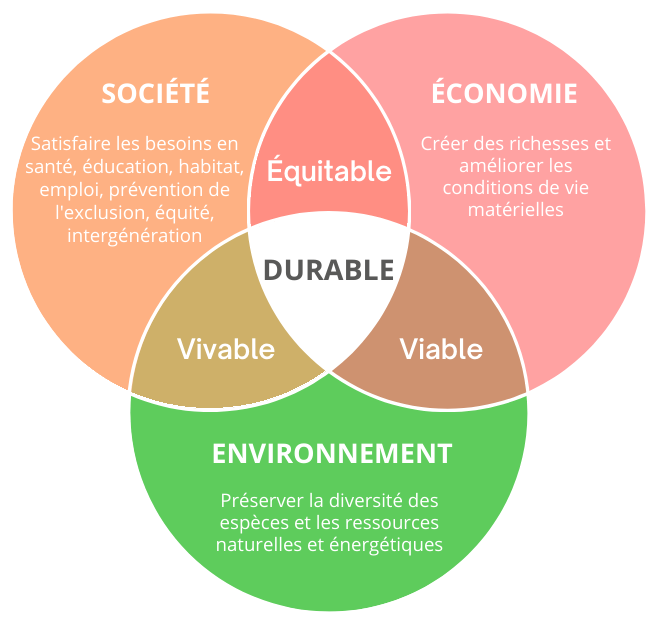 SOCIÉTÉ
Satisfaire les besoins en
santé, éducation, habitat,
emploi, prévention de
l'exclusion, équité,
intergénération
ÉCONOMIE
Créer des richesses et
améliorer les
conditions de vie
matérielles
Équitable
DURABLE
Vivable
Viable
ENVIRONNEMENT
Préserver la diversité des
espèces et les ressources
naturelles et énergétiques